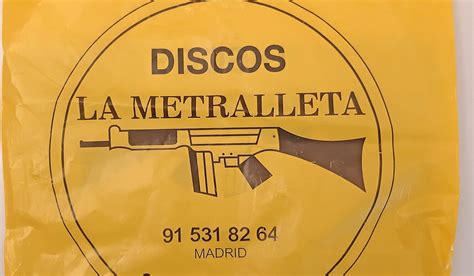 DISCOS
LA METRALLETA
91 531 82 64
MADRID